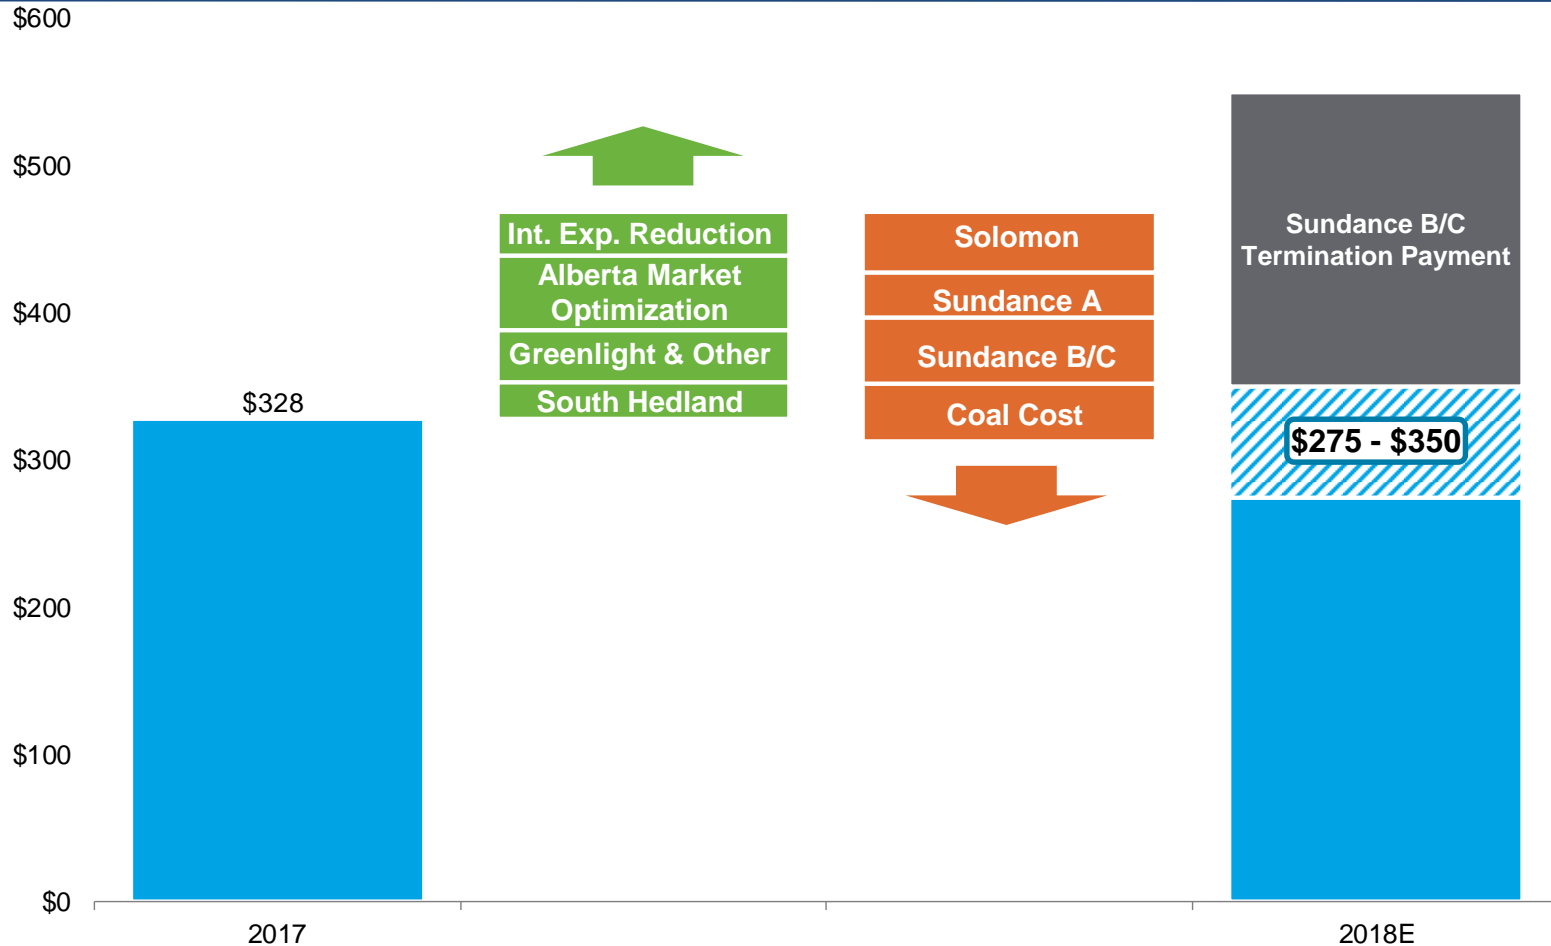 $600
$500
$400
$300
$200
$100
$0
$328
Int. Exp. Reduction
Alberta Market
Optimization
Greenlight & Other
South Hedland
Solomon
Sundance A
Sundance B/C
Coal Cost
Sundance B/C
Termination Payment
$275 - $350
2017
2018E